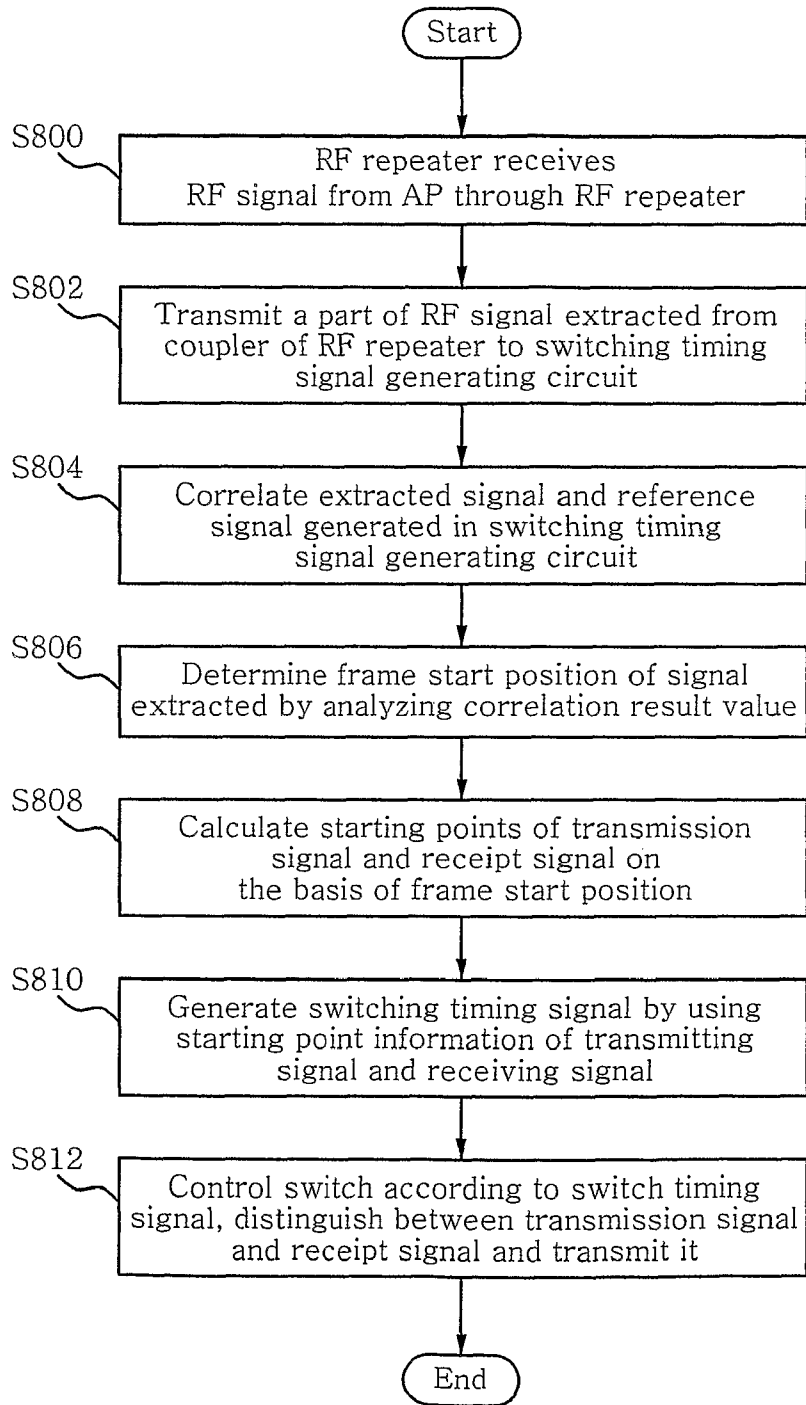 Start
S800
RF repeater receives
RF signal from AP through RF repeater
S802
Transmit a part of RF signal extracted from
coupler of RF repeater to switching timing
signal generating circuit
S804
Correlate extracted signal and reference
signal generated in switching timing
signal generating circuit
S806
Determine frame start position of signal
extracted by analyzing correlation result value
S808
Calculate starting points of transmission
signal and receipt signal on
the basis of frame start position
S810
Generate switching timing signal by using
starting point information of transmitting
signal and receiving signal
S812
Control switch according to switch timing
signal, distinguish between transmission signal
and receipt signal and transmit it
End